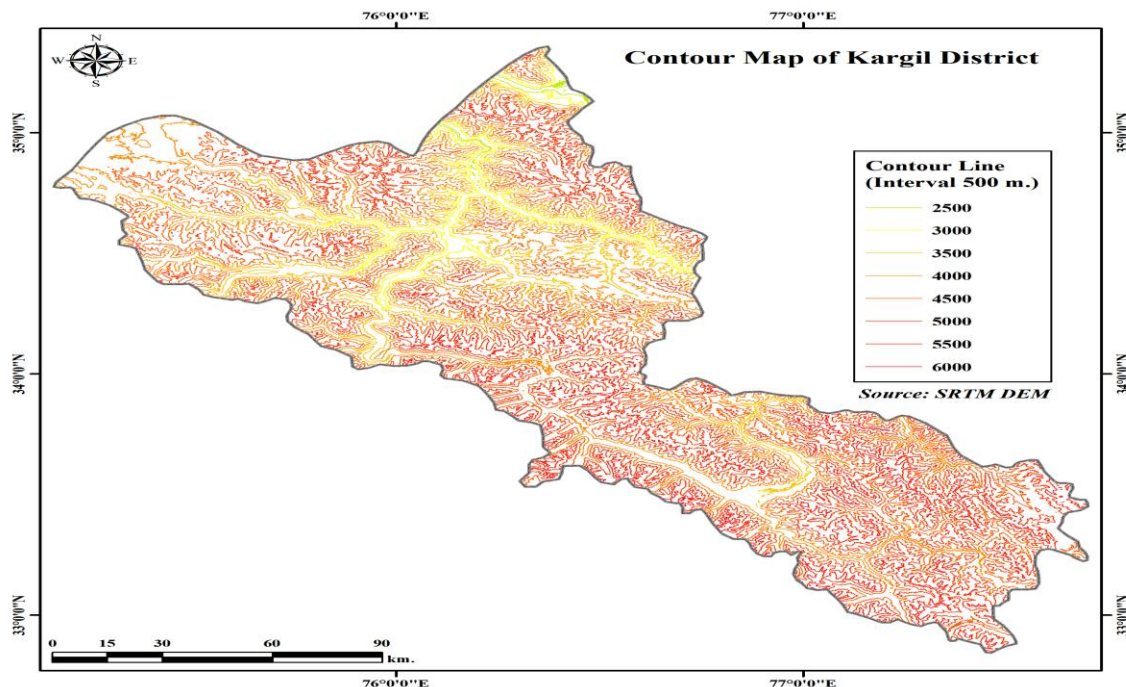 76°0'0"E
77°0'0"E
N
W
E
S
Contour Map of Kargil District
35°0'0"N
35°0'0"N
Contour Line
(Interval 500 m.)
2500
3000
3500
4000
4500
5000
5500
6000
34°0'0"N
34°0'0"N
Source: SRTM DEM
33°0'0"N
33°0'0"N
0 15 30 60 90
km.
76°0'0"E
77°0'0"E